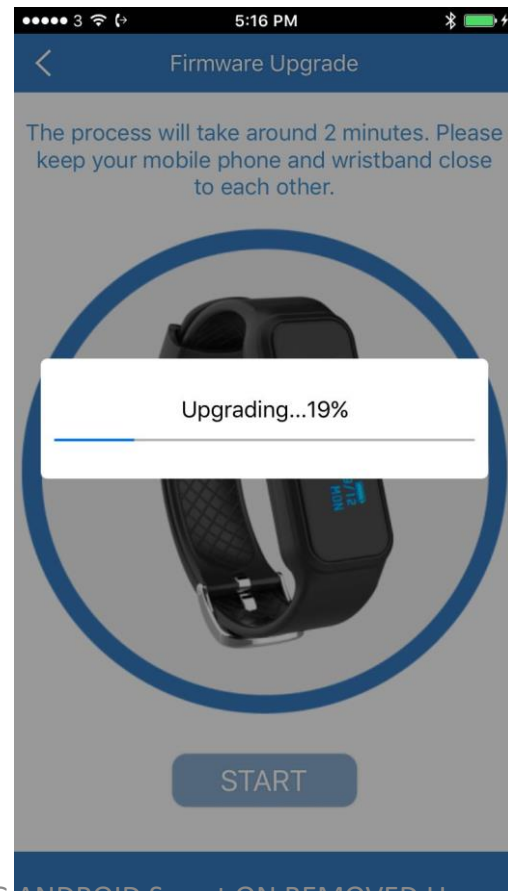 3 5:16 PM
Firmware Upgrade
The process will take around 2 minutes. Please
keep your mobile phone and wristband close
to each other.
Upgrading...19%
MON
START